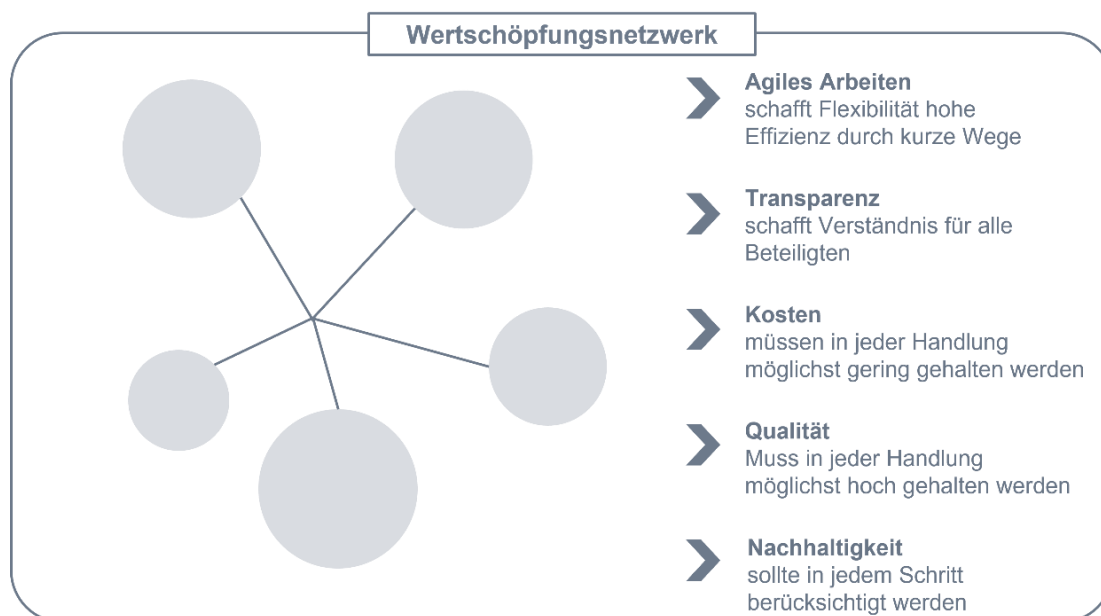 Wertschöpfungsnetzwerk
Agiles Arbeiten
schafft Flexibilität hohe
Effizienz durch kurze Wege
Transparenz
schafft Verständnis für alle
Beteiligten
Kosten
müssen in jeder Handlung
möglichst gering gehalten werden
Qualität
Muss in jeder Handlung
möglichst hoch gehalten werden
Nachhaltigkeit
sollte in jedem Schritt
berücksichtigt werden